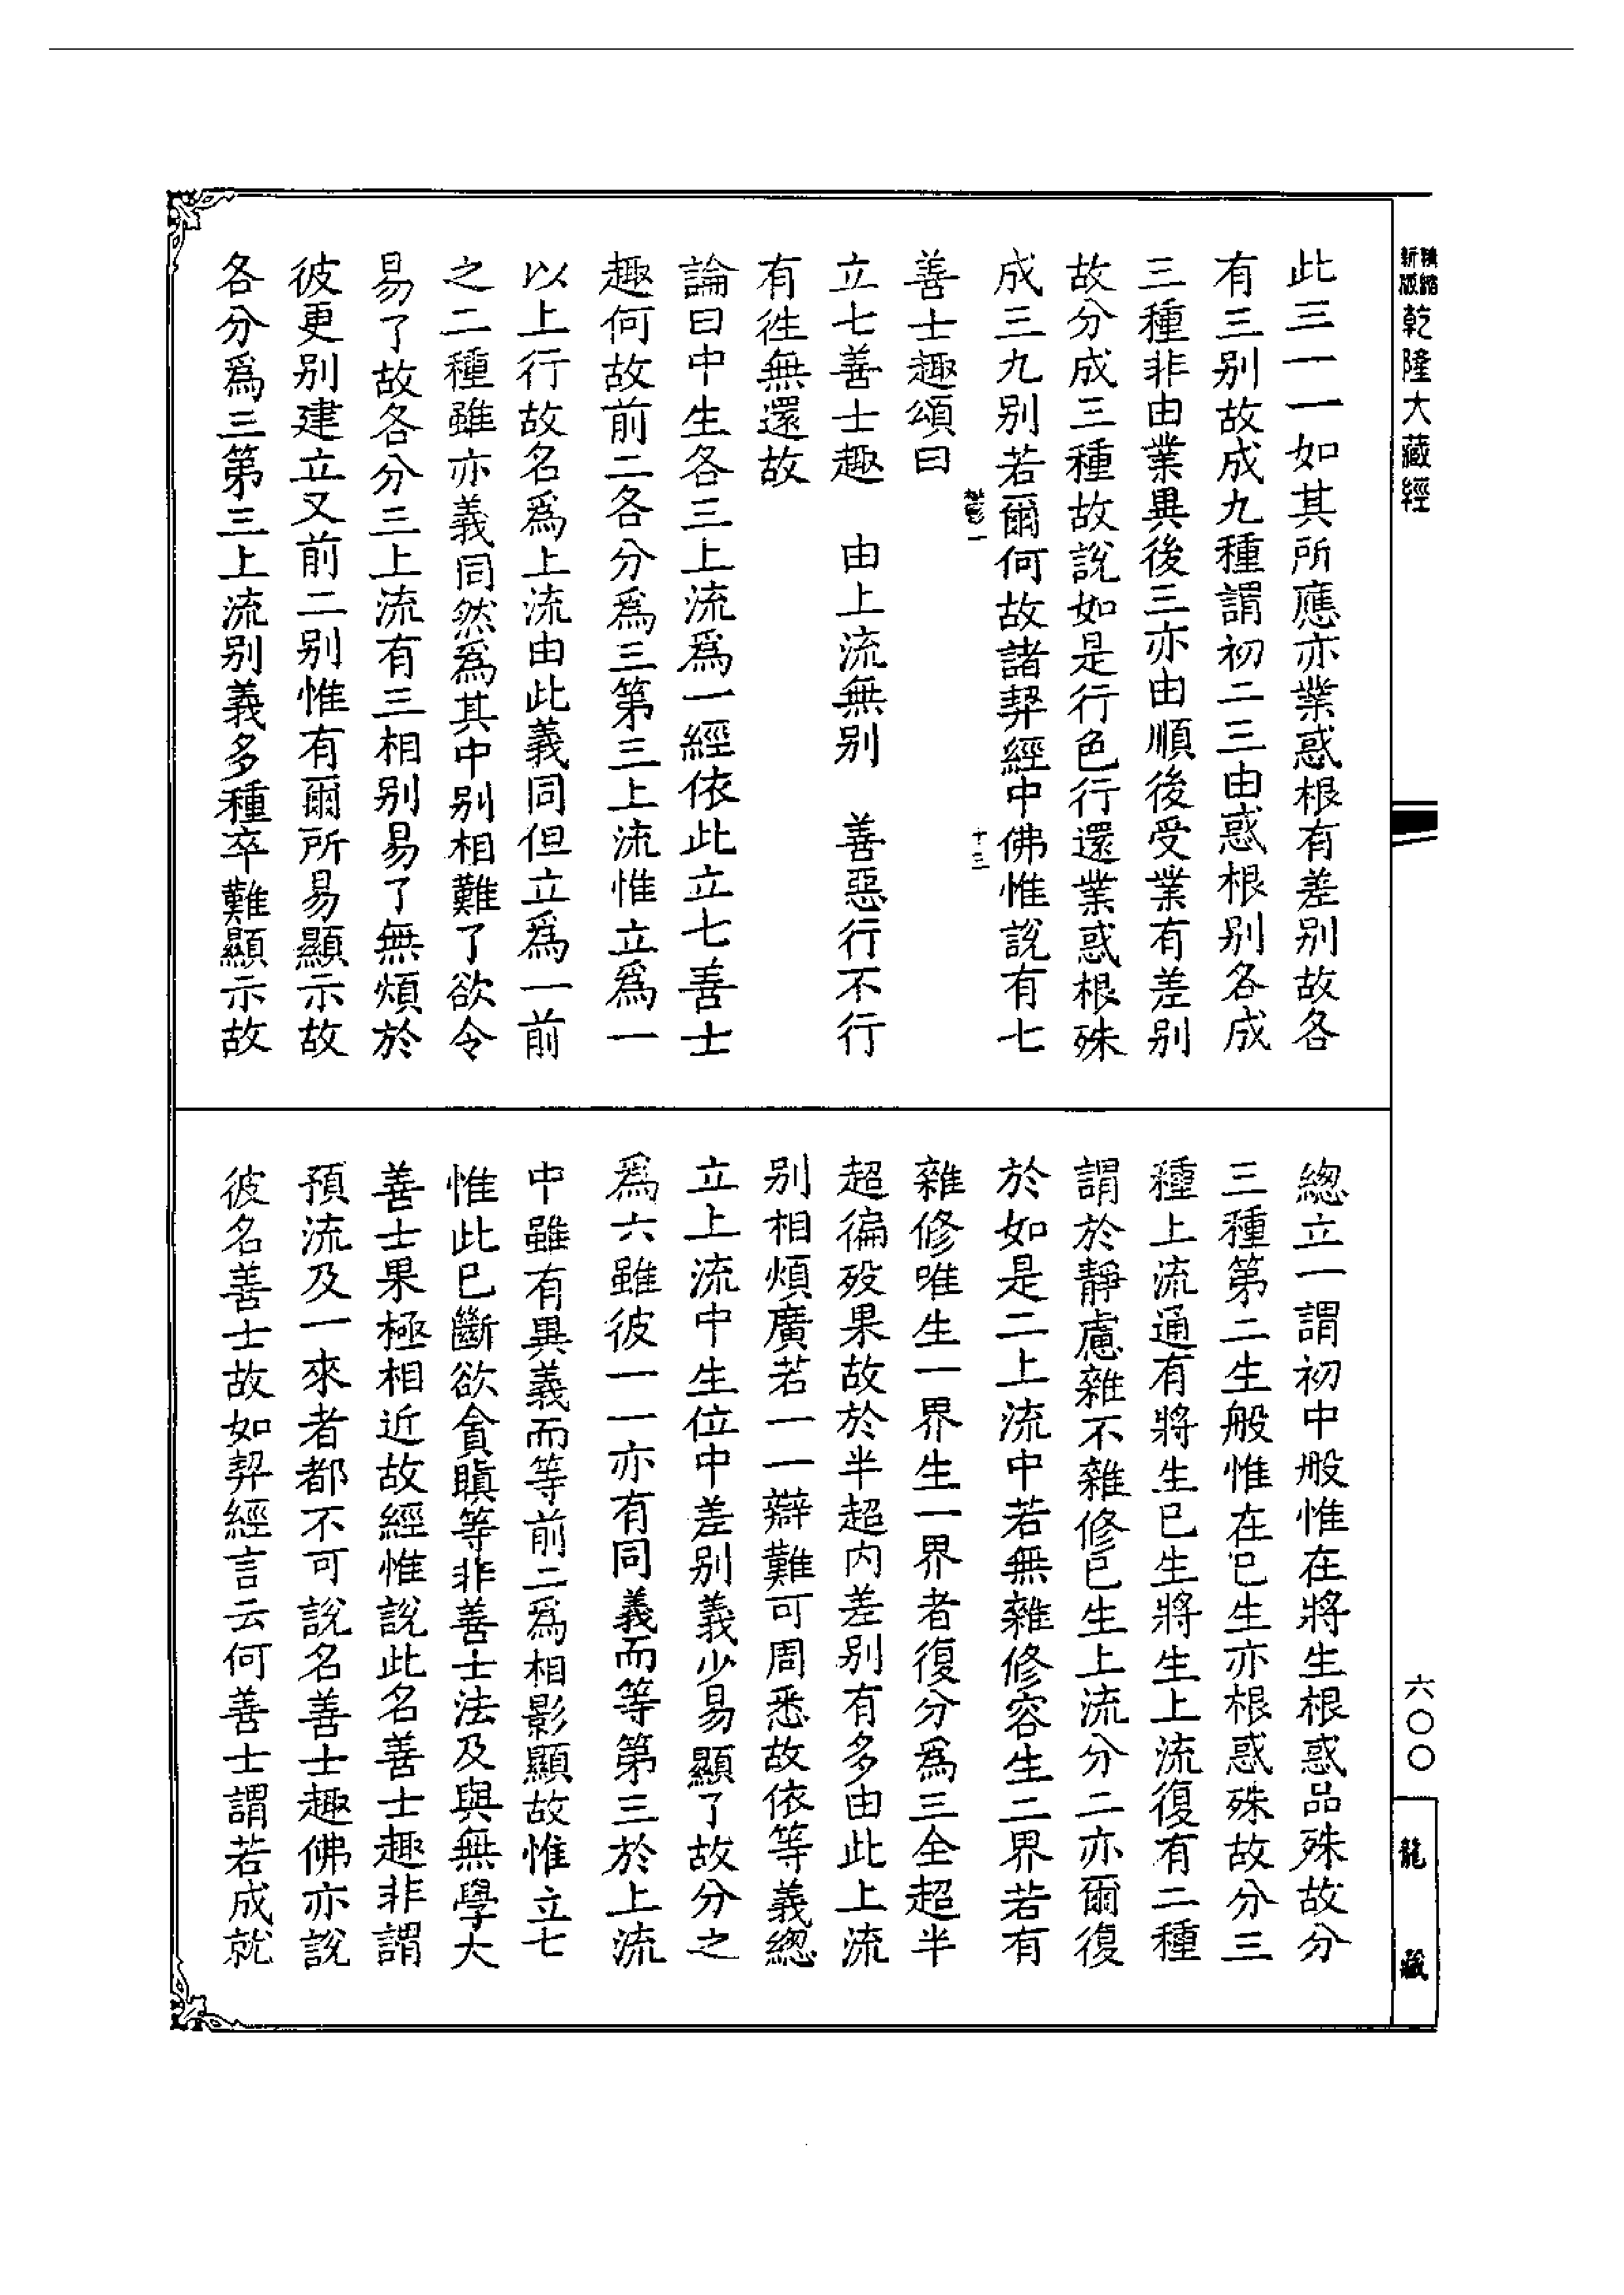 精縮新版乾隆大藏經
此三一一如其所應亦業惑根有差别故各
有三别故成九種謂初二三由惑根别各成
三種非由業異後三亦由順後受業有差别
故分成三種故說如是行色行還業惑根殊
成三九别若爾何故諸契經中佛惟說有七
十三
善士趣頌曰
立七善士趣　由上流無别　善惡行不行
有徃無還故
論曰中生各三上流爲一經依此立七善士
趣何故前二各分爲三第三上流惟立爲一
以上行故名爲上流由此義同但立爲一前
之二種雖亦義同然爲其中别相難了欲令
易了故各分三上流有三相别易了無煩於
彼更别建立又前二别惟有爾所易顯示故
各分爲三第三上流别義多種卒難顯示故
總立一謂初中般惟在將生根惑品殊故分
三種第二生般惟在已生亦根惑殊故分三
種上流通有將生已生將生上流復有二種
謂於靜慮雜不雜修已生上流分二亦爾復
於如是二上流中若無雜修容生二界若有
雜修唯生一界生一界者復分爲三全超半
超徧殁果故於半超内差别有多由此上流
别相煩廣若一一辯難可周悉故依等義總
立上流中生位中差别義少易顯了故分之
爲六雖彼一一亦有同義而等第三於上流
中雖有異義而等前二爲相影顯故惟立七
惟此已斷欲貪瞋等非善士法及與無學大
善士果極相近故經惟說此名善士趣非謂
預流及一來者都不可說名善士趣佛亦說
彼名善士故如契經言云何善士謂若成就
六〇〇
龍藏